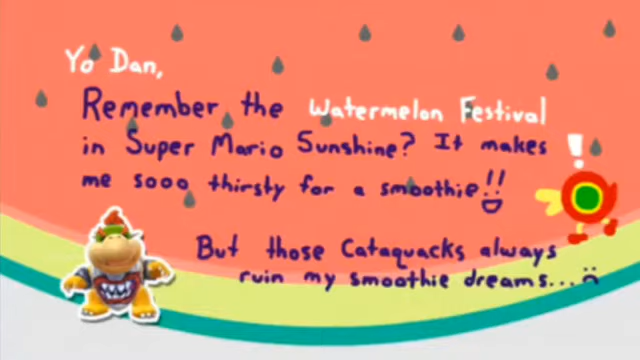 Yo Dan,
Remember the Watermelon Festival
in Super Mario Sunshine? It makes !
me sooo thirsty for a smoothie!! :D
But those Cataquacks always
ruin my smoothie dreams... :(